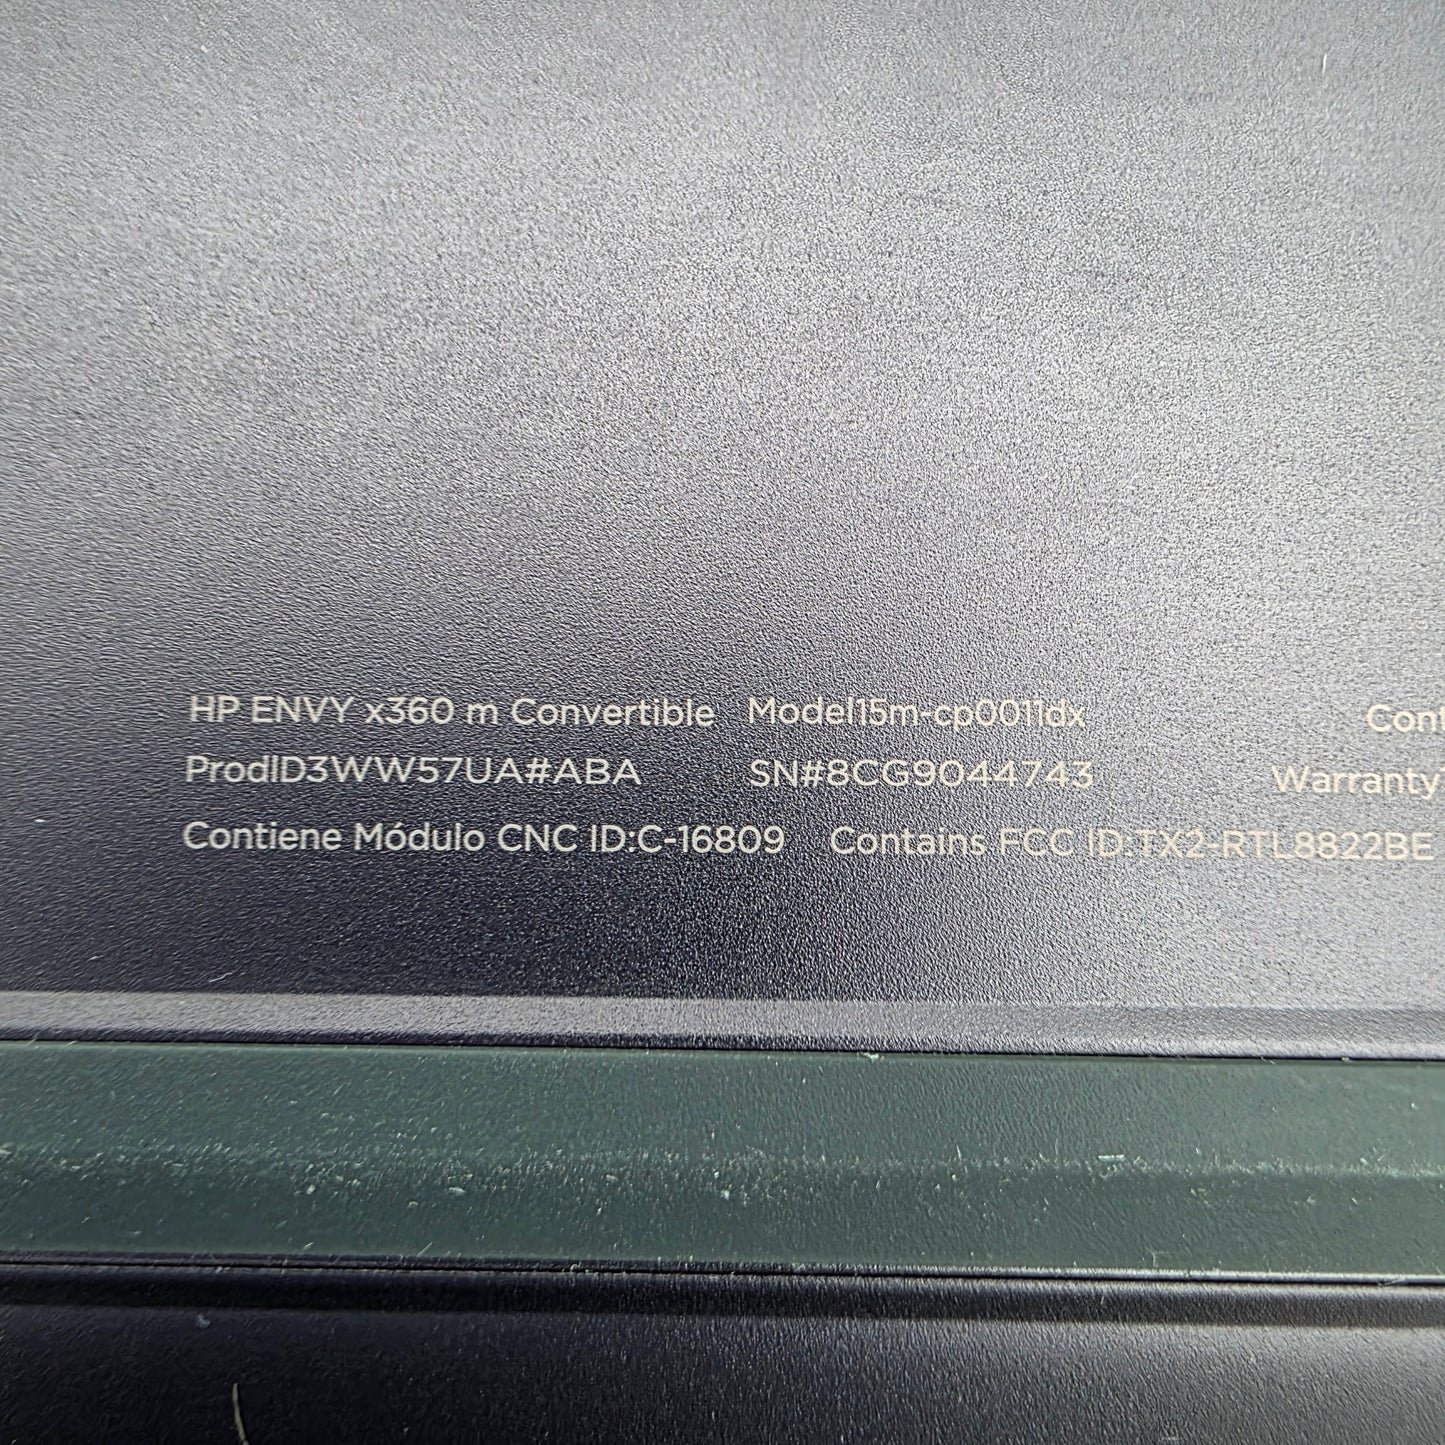 HP ENVY x360 m Convertible Model15m-cp0011dx
ProdID3WW57UA#ABA SN#8CG9044743 Warranty
Contiene Módulo CNC ID:C-16809 Contains FCC ID:TX2-RTL8822BE